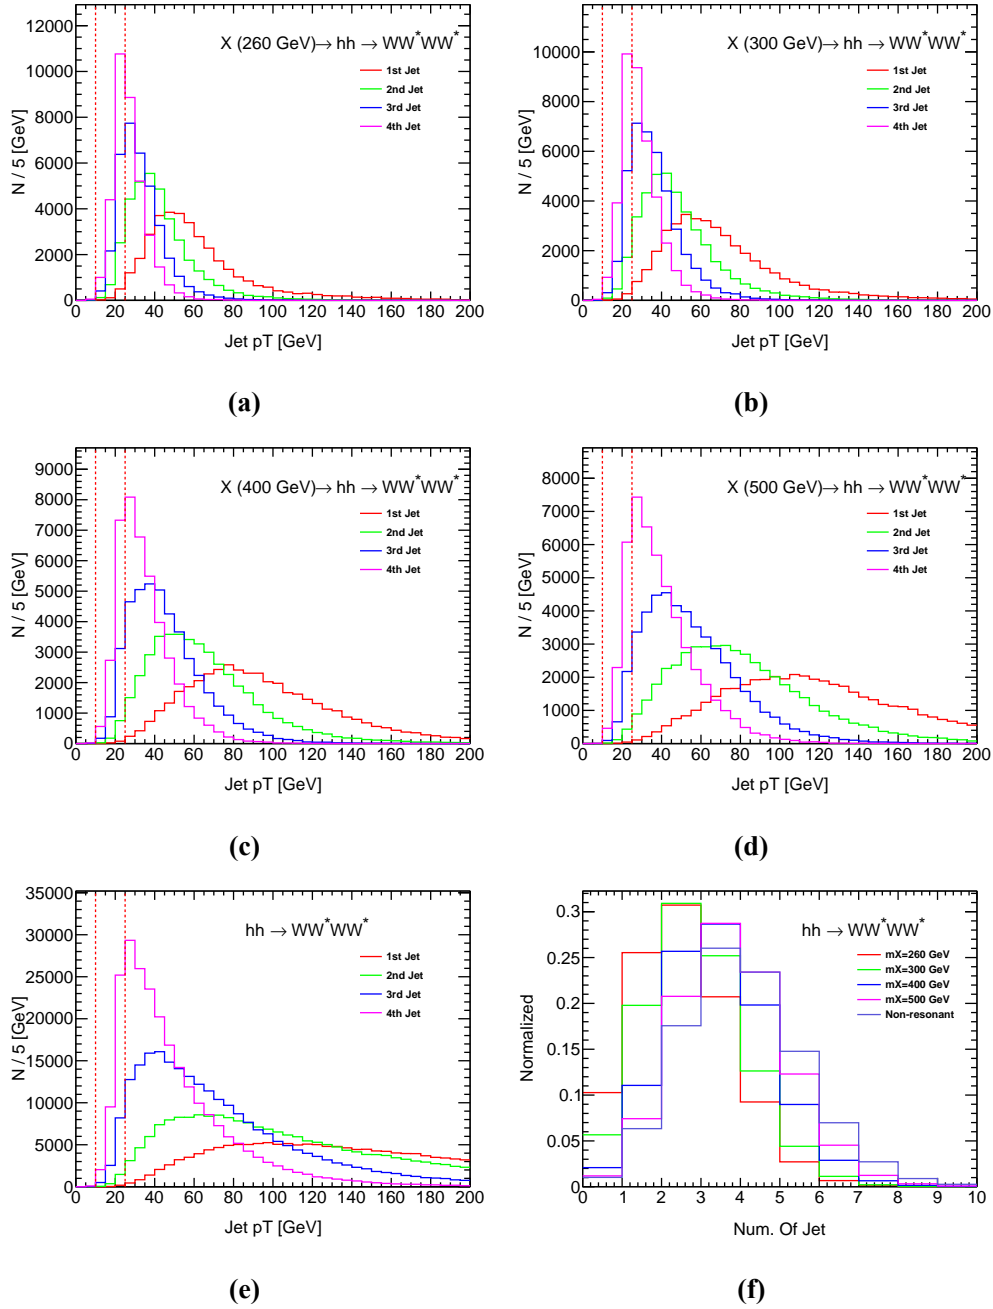 X (260 GeV)→ hh → WW*WW*
1st Jet
2nd Jet
3rd Jet
4th Jet
N / 5 [GeV]
12000
10000
8000
6000
4000
2000
0
0 20 40 60 80 100 120 140 160 180 200
Jet pT [GeV]
(a)
X (300 GeV)→ hh → WW*WW*
1st Jet
2nd Jet
3rd Jet
4th Jet
N / 5 [GeV]
10000
8000
6000
4000
2000
0
0 20 40 60 80 100 120 140 160 180 200
Jet pT [GeV]
(b)
X (400 GeV)→ hh → WW*WW*
1st Jet
2nd Jet
3rd Jet
4th Jet
N / 5 [GeV]
9000
8000
7000
6000
5000
4000
3000
2000
1000
0
0 20 40 60 80 100 120 140 160 180 200
Jet pT [GeV]
(c)
X (500 GeV)→ hh → WW*WW*
1st Jet
2nd Jet
3rd Jet
4th Jet
N / 5 [GeV]
8000
7000
6000
5000
4000
3000
2000
1000
0
0 20 40 60 80 100 120 140 160 180 200
Jet pT [GeV]
(d)
hh → WW*WW*
1st Jet
2nd Jet
3rd Jet
4th Jet
N / 5 [GeV]
35000
30000
25000
20000
15000
10000
5000
0
0 20 40 60 80 100 120 140 160 180 200
Jet pT [GeV]
(e)
hh → WW*WW*
mX=260 GeV
mX=300 GeV
mX=400 GeV
mX=500 GeV
Non-resonant
Normalized
0.3
0.25
0.2
0.15
0.1
0.05
0
0 1 2 3 4 5 6 7 8 9 10
Num. Of Jet
(f)